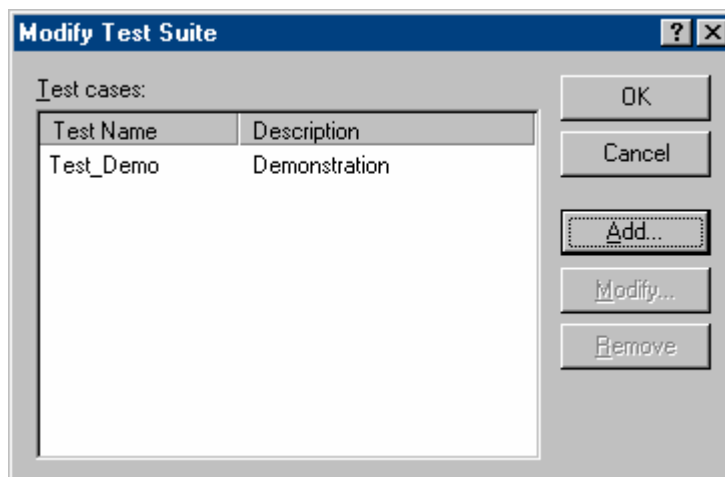 Modify Test Suite
Test cases:
OK
Test Name Description
Cancel
Test_Demo Demonstration
Add...
Modify...
Remove